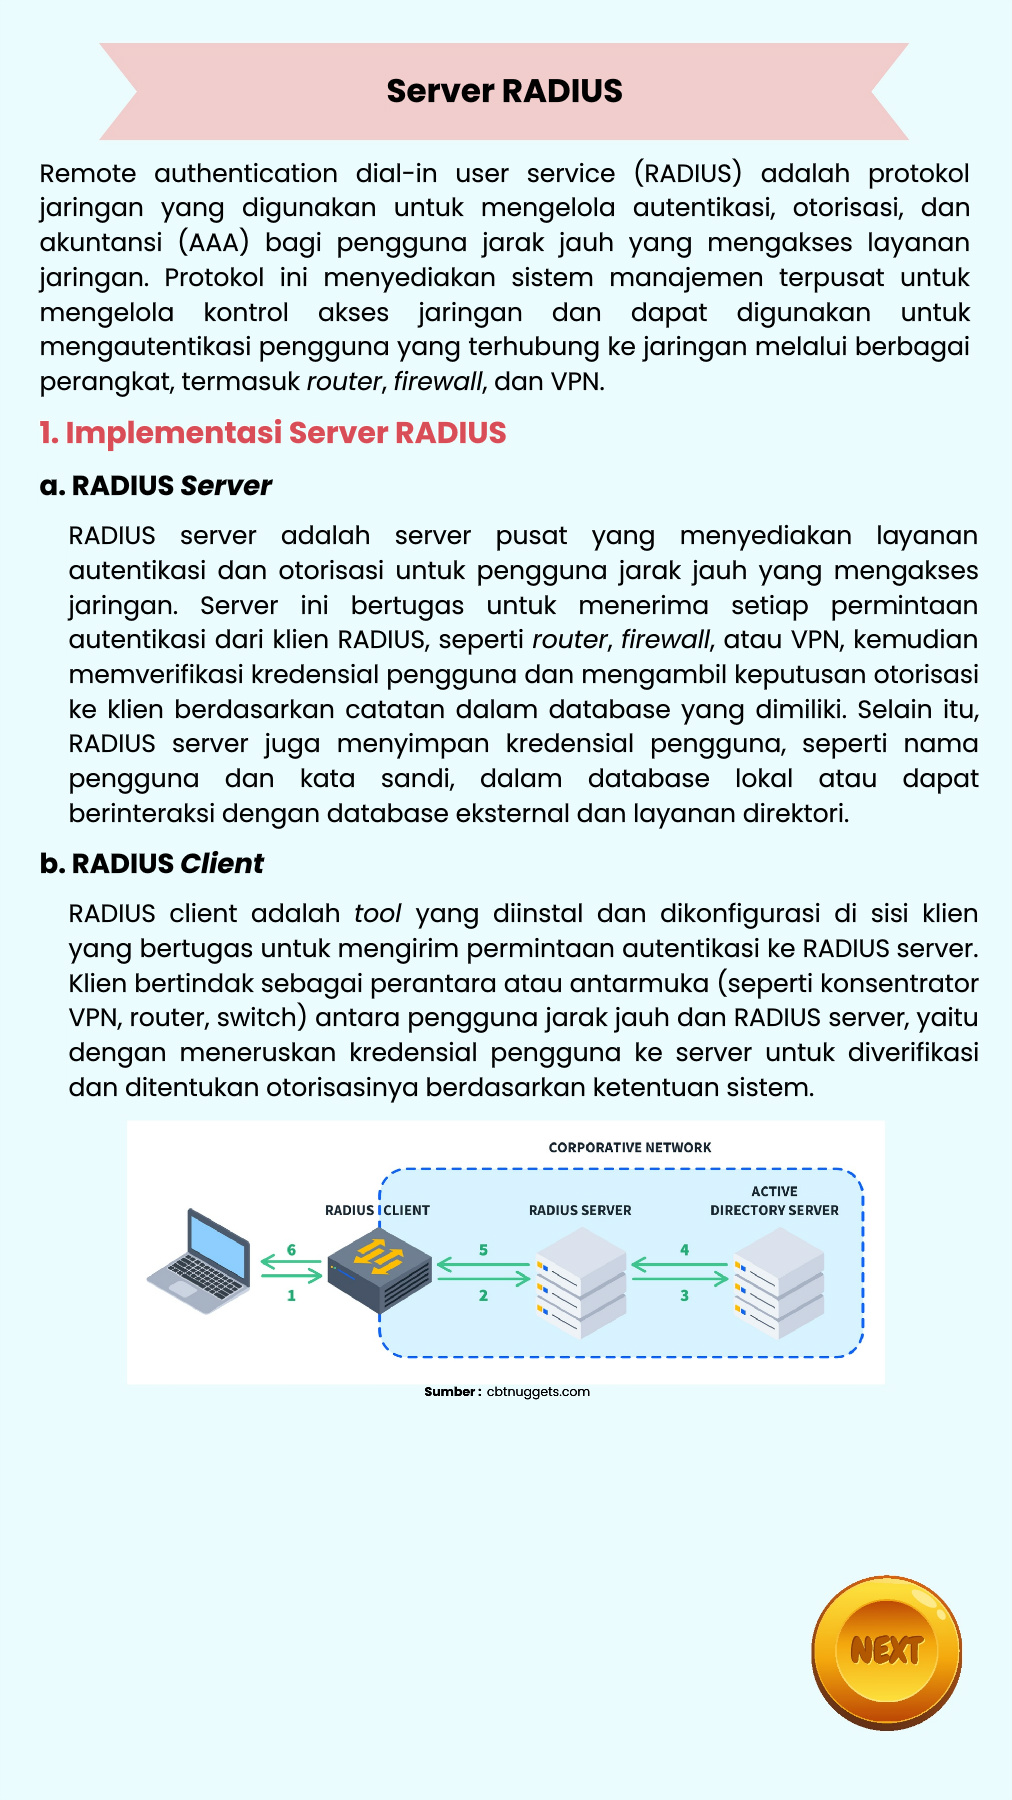 Server RADIUS
Remote authentication dial-in user service (RADIUS) adalah protokol
jaringan yang digunakan untuk mengelola autentikasi, otorisasi, dan
akuntansi (AAA) bagi pengguna jarak jauh yang mengakses layanan
jaringan. Protokol ini menyediakan sistem manajemen terpusat untuk
mengelola kontrol akses jaringan dan dapat digunakan untuk
mengautentikasi pengguna yang terhubung ke jaringan melalui berbagai
perangkat, termasuk router, firewall, dan VPN.
1. Implementasi Server RADIUS
a. RADIUS Server
RADIUS server adalah server pusat yang menyediakan layanan
autentikasi dan otorisasi untuk pengguna jarak jauh yang mengakses
jaringan. Server ini bertugas untuk menerima setiap permintaan
autentikasi dari klien RADIUS, seperti router, firewall, atau VPN, kemudian
memverifikasi kredensial pengguna dan mengambil keputusan otorisasi
ke klien berdasarkan catatan dalam database yang dimiliki. Selain itu,
RADIUS server juga menyimpan kredensial pengguna, seperti nama
pengguna dan kata sandi, dalam database lokal atau dapat
berinteraksi dengan database eksternal dan layanan direktori.
b. RADIUS Client
RADIUS client adalah tool yang diinstal dan dikonfigurasi di sisi klien
yang bertugas untuk mengirim permintaan autentikasi ke RADIUS server.
Klien bertindak sebagai perantara atau antarmuka (seperti konsentrator
VPN, router, switch) antara pengguna jarak jauh dan RADIUS server, yaitu
dengan meneruskan kredensial pengguna ke server untuk diverifikasi
dan ditentukan otorisasinya berdasarkan ketentuan sistem.
CORPORATIVE NETWORK
ACTIVE
RADIUS CLIENT RADIUS SERVER DIRECTORY SERVER
6 5 4
1 2 3
Sumber : cbtnuggets.com
NEXT